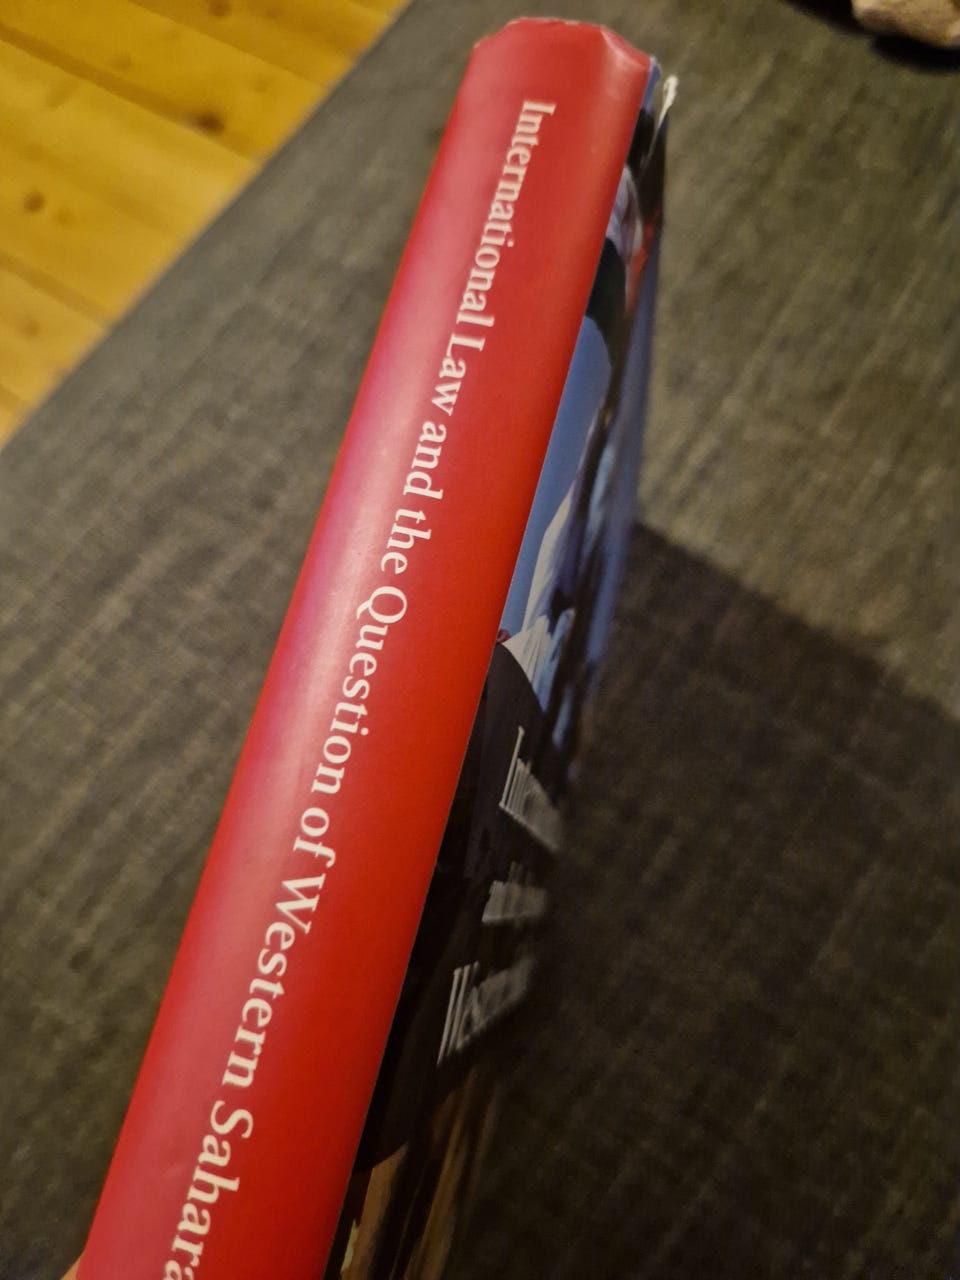 International Law and the Question of Western Sahara